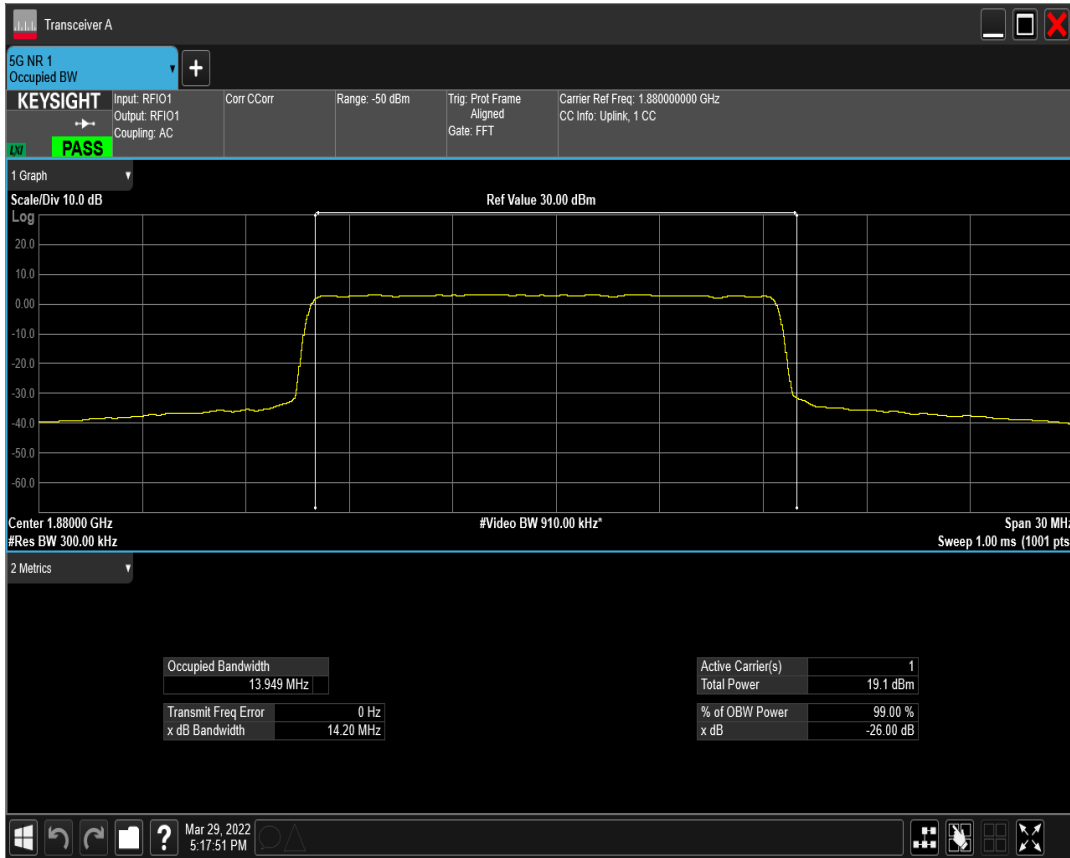 Transceiver A
5G NR 1
Occupied BW
+
KEYSIGHT
Input: RFIO1
Output: RFIO1
Coupling: AC
Corr CCorr
Range: -50 dBm
Trig: Prot Frame
Aligned
Gate: FFT
Carrier Ref Freq: 1.880000000 GHz
CC Info: Uplink, 1 CC
LXI
PASS
1 Graph
Scale/Div 10.0 dB
Ref Value 30.00 dBm
Log
20.0
10.0
0.00
-10.0
-20.0
-30.0
-40.0
-50.0
-60.0
Center 1.88000 GHz
#Video BW 910.00 kHz*
Span 30 MHz
#Res BW 300.00 kHz
Sweep 1.00 ms (1001 pts
2 Metrics
Occupied Bandwidth
13.949 MHz
Transmit Freq Error 0 Hz
x dB Bandwidth 14.20 MHz
Active Carrier(s) 1
Total Power 19.1 dBm
% of OBW Power 99.00 %
x dB -26.00 dB
?
Mar 29, 2022
5:17:51 PM